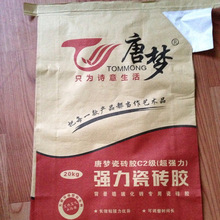 唐梦®
TOMMONG
只为诗意生活
把每一款产品都当作艺术品
唐梦瓷砖胶C2级(超强力)
20kg
强力瓷砖胶